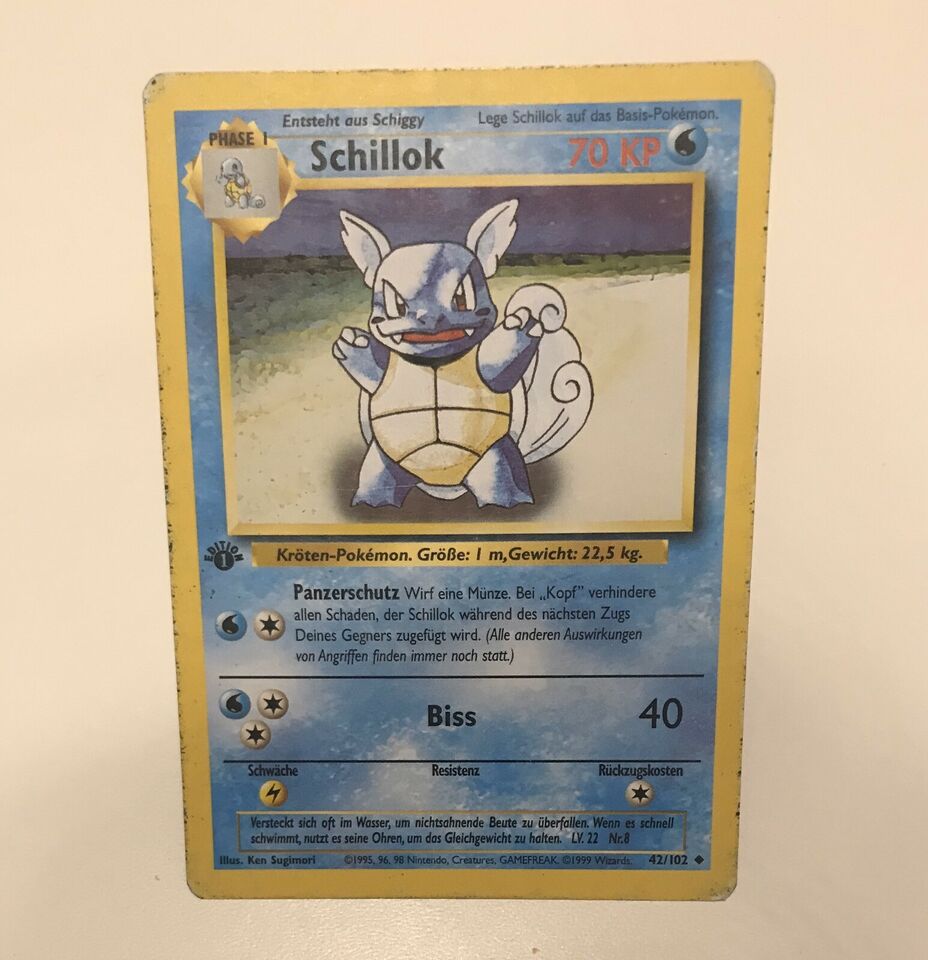 Entsteht aus Schiggy
Lege Schillok auf das Basis-Pokémon.
PHASE 1
Schillok
70 KP
EDITION
1
Kröten-Pokémon. Größe: 1 m,Gewicht: 22,5 kg.
Panzerschutz Wirf eine Münze. Bei „Kopf” verhindere
allen Schaden, der Schillok während des nächsten Zugs
Deines Gegners zugefügt wird. (Alle anderen Auswirkungen
von Angriffen finden immer noch statt.)
Biss
40
Schwäche
Resistenz
Rückzugskosten
Versteckt sich oft im Wasser, um nichtsahnende Beute zu überfallen. Wenn es schnell
schwimmt, nutzt es seine Ohren, um das Gleichgewicht zu halten. LV. 22 Nr.8
Illus. Ken Sugimori
©1995, 96, 98 Nintendo, Creatures, GAMEFREAK. ©1999 Wizards.
42/102